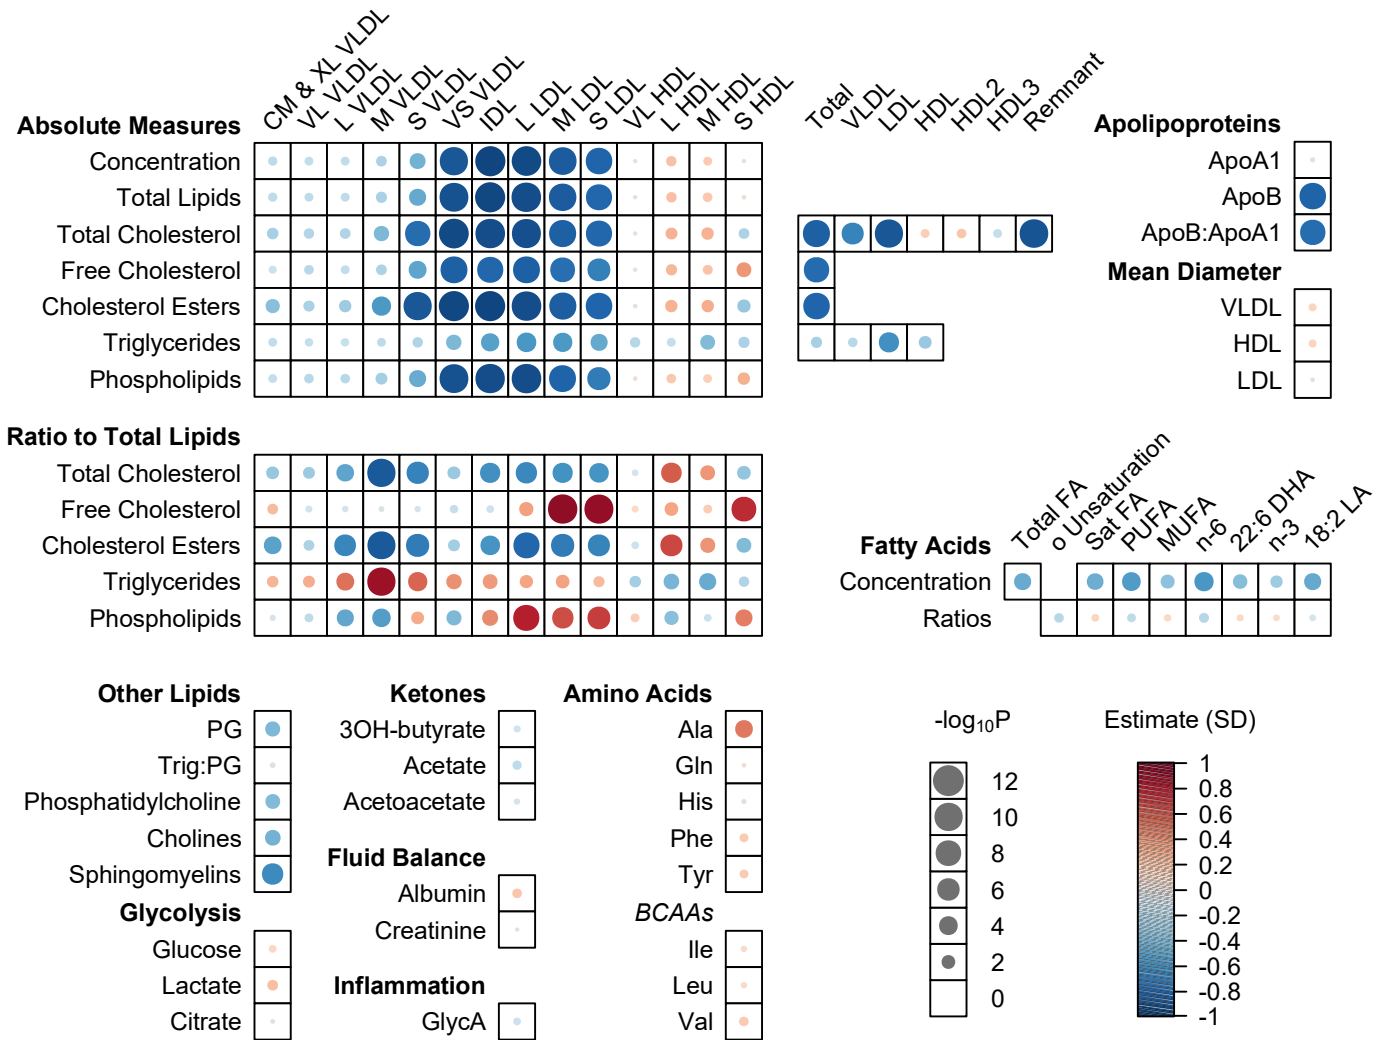 CM & XL VLDL
VL VLDL
L VLDL
M VLDL
S VLDL
VS VLDL
IDL
L LDL
M LDL
S LDL
VL HDL
L HDL
M HDL
S HDL
Total
VLDL
LDL
HDL
HDL2
HDL3
Remnant
Absolute Measures
Concentration
Total Lipids
Total Cholesterol
Free Cholesterol
Cholesterol Esters
Triglycerides
Phospholipids
Apolipoproteins
ApoA1
ApoB
ApoB:ApoA1
Mean Diameter
VLDL
HDL
LDL
Ratio to Total Lipids
Total Cholesterol
Free Cholesterol
Cholesterol Esters
Triglycerides
Phospholipids
Total FA
o Unsaturation
Sat FA
PUFA
MUFA
n-6
22:6 DHA
n-3
18:2 LA
Fatty Acids
Concentration
Ratios
Other Lipids
PG
Trig:PG
Phosphatidylcholine
Cholines
Sphingomyelins
Glycolysis
Glucose
Lactate
Citrate
Ketones
3OH-butyrate
Acetate
Acetoacetate
Fluid Balance
Albumin
Creatinine
Inflammation
GlycA
Amino Acids
Ala
Gln
His
Phe
Tyr
BCAAs
Ile
Leu
Val
-log₁₀P
12
10
8
6
4
2
0
Estimate (SD)
1
0.8
0.6
0.4
0.2
0
-0.2
-0.4
-0.6
-0.8
-1